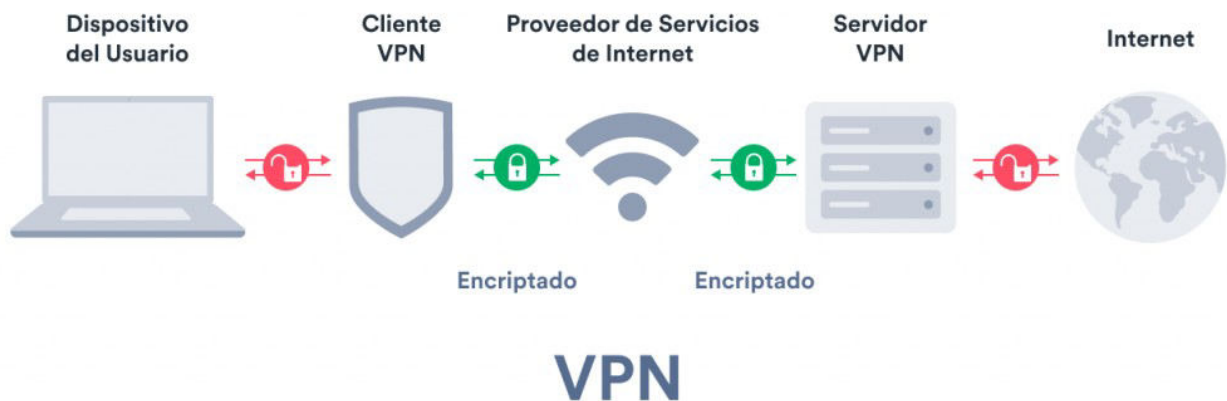 Dispositivo
del Usuario
Cliente
VPN
Proveedor de Servicios
de Internet
Servidor
VPN
Internet
Encriptado
Encriptado
VPN